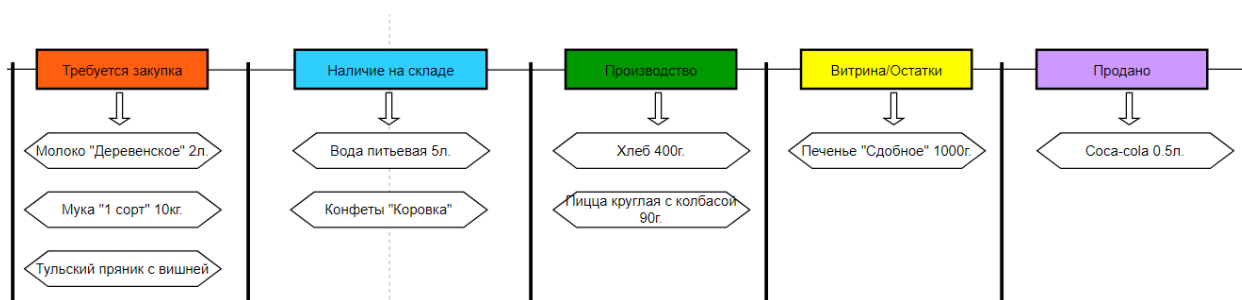 Требуется закупка
Наличие на складе
Производство
Витрина/Остатки
Продано
Молоко "Деревенское" 2л.
Вода питьевая 5л.
Хлеб 400г.
Печенье "Сдобное" 1000г.
Coca-cola 0.5л.
Мука "1 сорт" 10кг.
Конфеты "Коровка"
Пицца круглая с колбасой
90г.
Тульский пряник с вишней